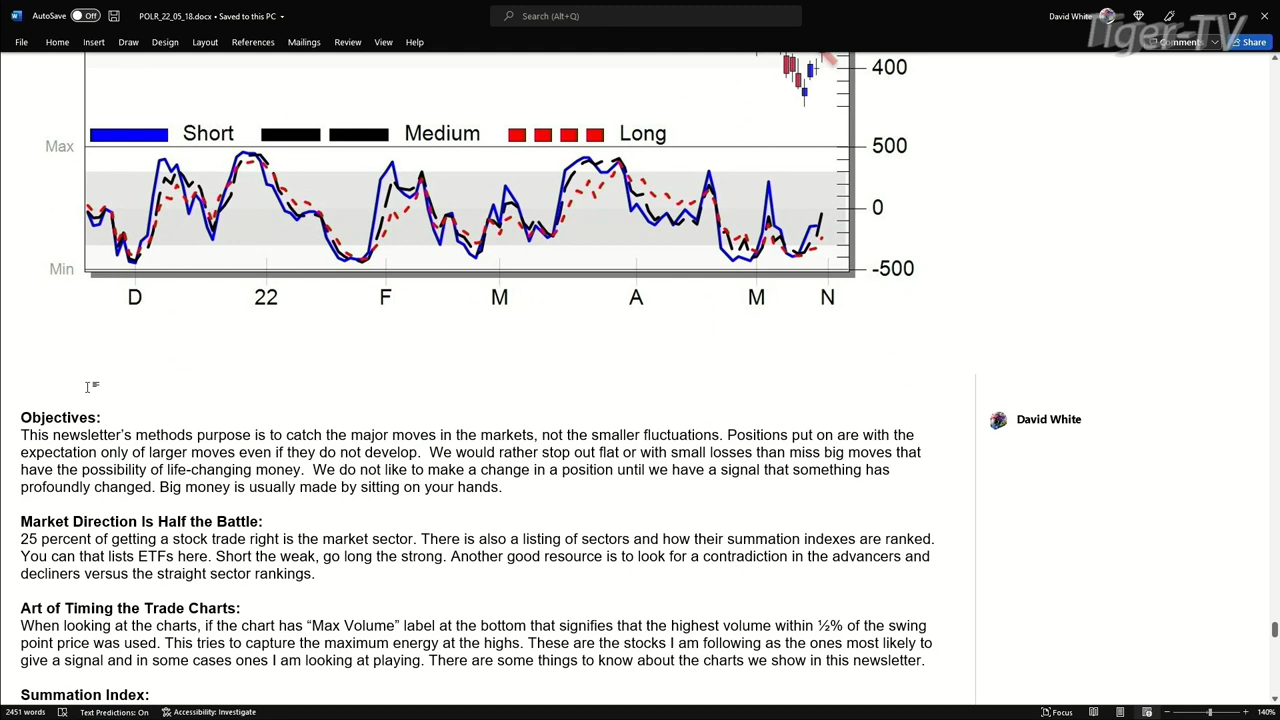 AutoSave Off POLR_22_05_18.docx • Saved to this PC Search (Alt+Q) David White
File Home Insert Draw Design Layout References Mailings Review View Help Comments Share
Tiger-TV
400
Short Medium Long
Max 500
0
Min -500
D 22 F M A M N
Objectives:
David White
This newsletter's methods purpose is to catch the major moves in the markets, not the smaller fluctuations. Positions put on are with the
expectation only of larger moves even if they do not develop. We would rather stop out flat or with small losses than miss big moves that
have the possibility of life-changing money. We do not like to make a change in a position until we have a signal that something has
profoundly changed. Big money is usually made by sitting on your hands.
Market Direction Is Half the Battle:
25 percent of getting a stock trade right is the market sector. There is also a listing of sectors and how their summation indexes are ranked.
You can that lists ETFs here. Short the weak, go long the strong. Another good resource is to look for a contradiction in the advancers and
decliners versus the straight sector rankings.
Art of Timing the Trade Charts:
When looking at the charts, if the chart has “Max Volume” label at the bottom that signifies that the highest volume within ½% of the swing
point price was used. This tries to capture the maximum energy at the highs. These are the stocks I am following as the ones most likely to
give a signal and in some cases ones I am looking at playing. There are some things to know about the charts we show in this newsletter.
Summation Index:
2451 words Text Predictions: On Accessibility: Investigate Focus 140%